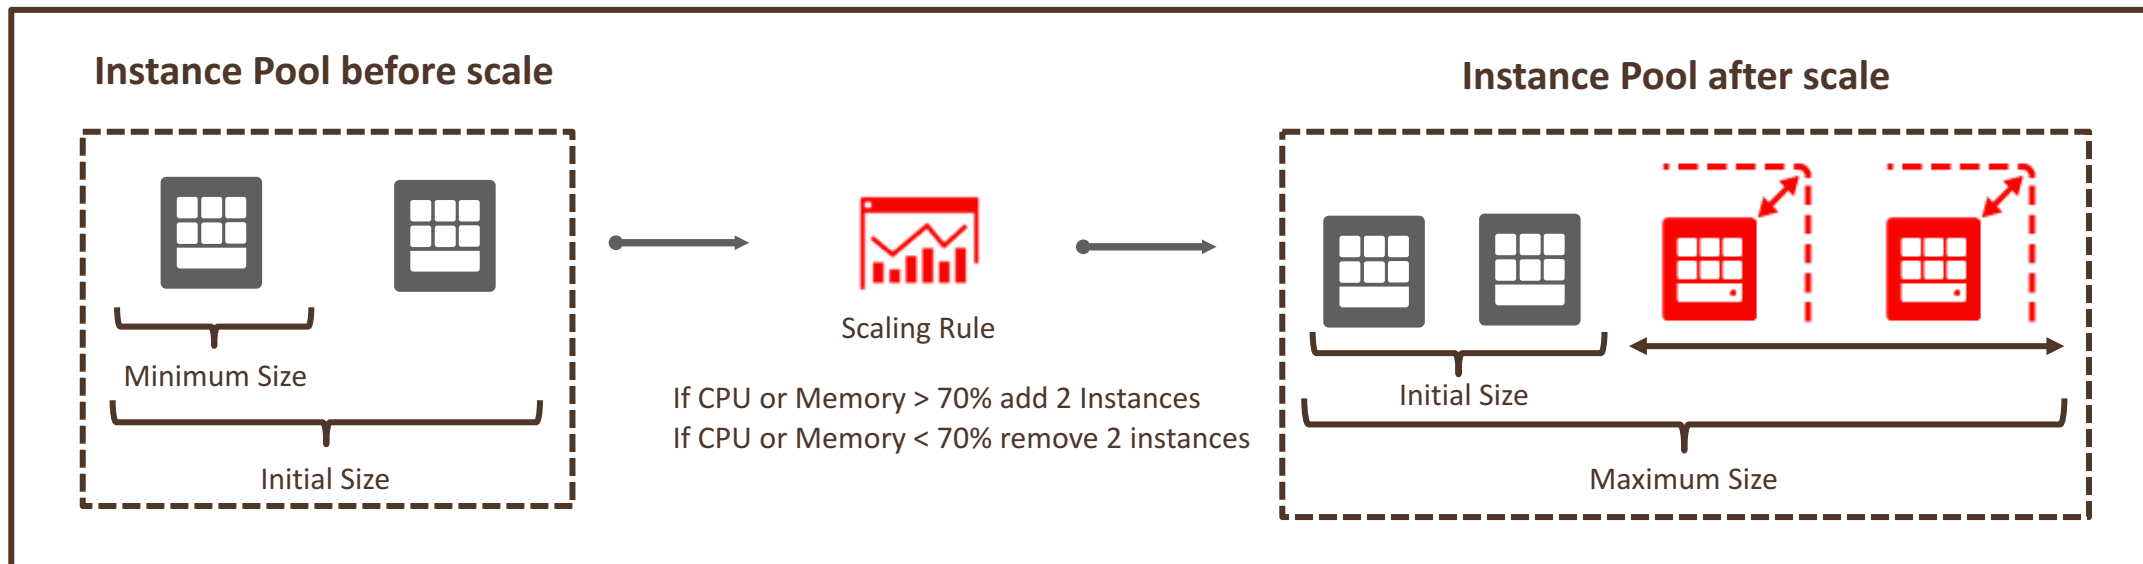 Instance Pool before scale
Instance Pool after scale
Minimum Size
Initial Size
Scaling Rule
If CPU or Memory > 70% add 2 Instances
If CPU or Memory < 70% remove 2 instances
Initial Size
Maximum Size